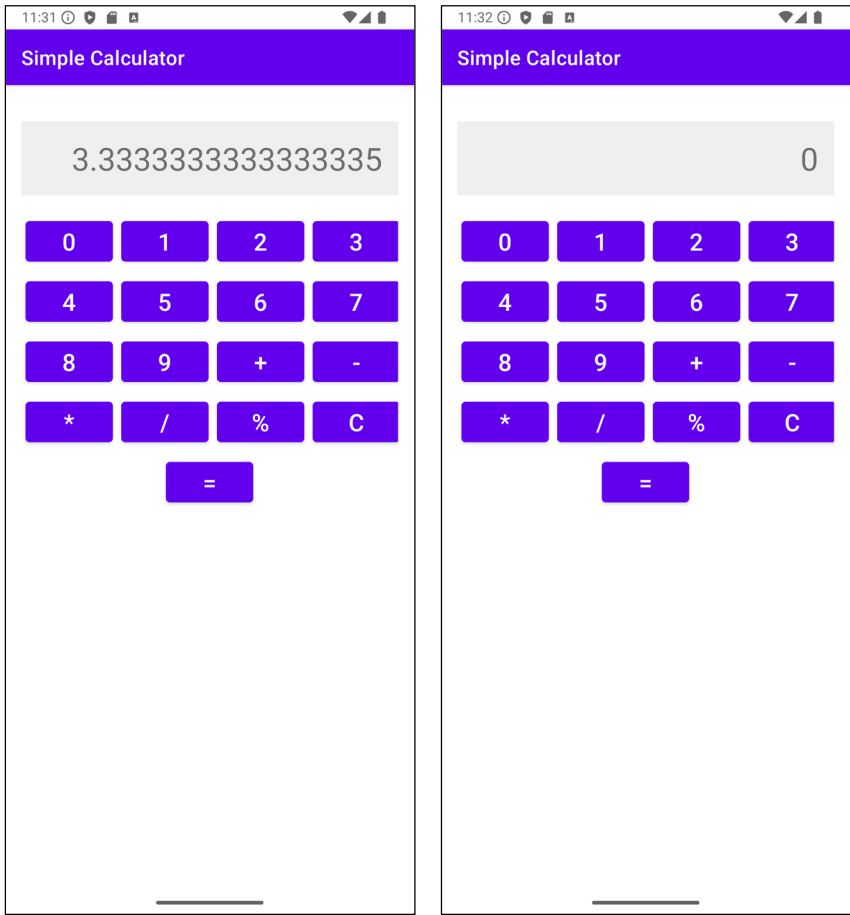 11:31
Simple Calculator
3.3333333333333335
0 1 2 3
4 5 6 7
8 9 + -
* / % C
=
11:32
Simple Calculator
0
0 1 2 3
4 5 6 7
8 9 + -
* / % C
=